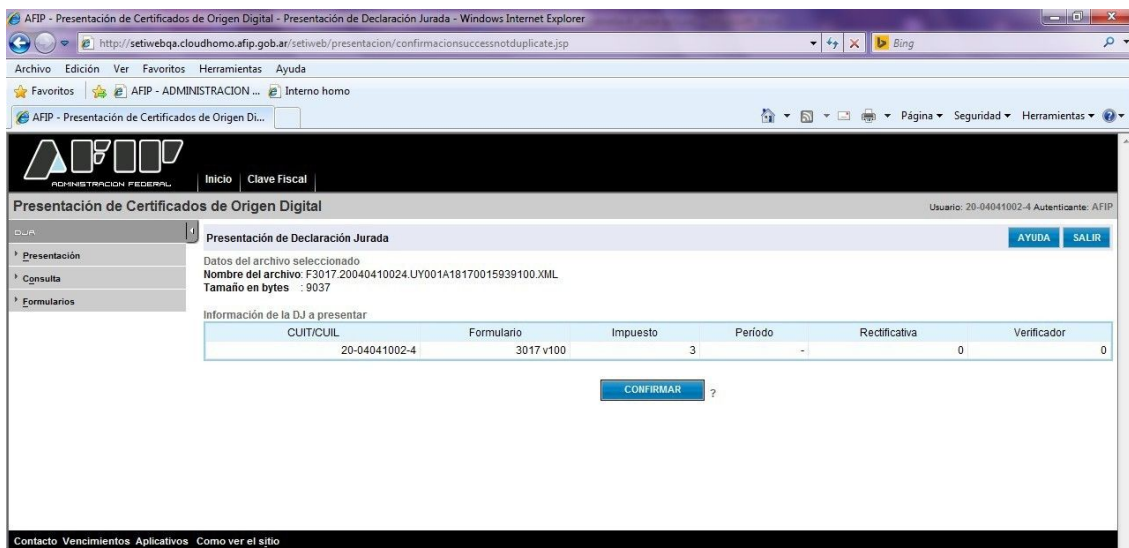 AFIP - Presentación de Certificados de Origen Digital - Presentación de Declaración Jurada - Windows Internet Explorer
http://setiwebqa.cloudhomo.afip.gob.ar/setiweb/presentacion/confirmacionsuccessnotduplicate.jsp Bing
Archivo Edición Ver Favoritos Herramientas Ayuda
Favoritos AFIP - ADMINISTRACION ... Interno homo
AFIP - Presentación de Certificados de Origen Di... Página Seguridad Herramientas
AFIP
ADMINISTRACION FEDERAL
Inicio Clave Fiscal
Presentación de Certificados de Origen Digital Usuario: 20-04041002-4 Autenticante: AFIP
DJR
Presentación
Consulta
Formularios
Presentación de Declaración Jurada AYUDA SALIR
Datos del archivo seleccionado
Nombre del archivo: F3017.20040410024.UY001A18170015939100.XML
Tamaño en bytes : 9037
Información de la DJ a presentar
CUIT/CUIL Formulario Impuesto Período Rectificativa Verificador
20-04041002-4 3017 v100 3 - 0 0
CONFIRMAR ?
Contacto Vencimientos Aplicativos Como ver el sitio